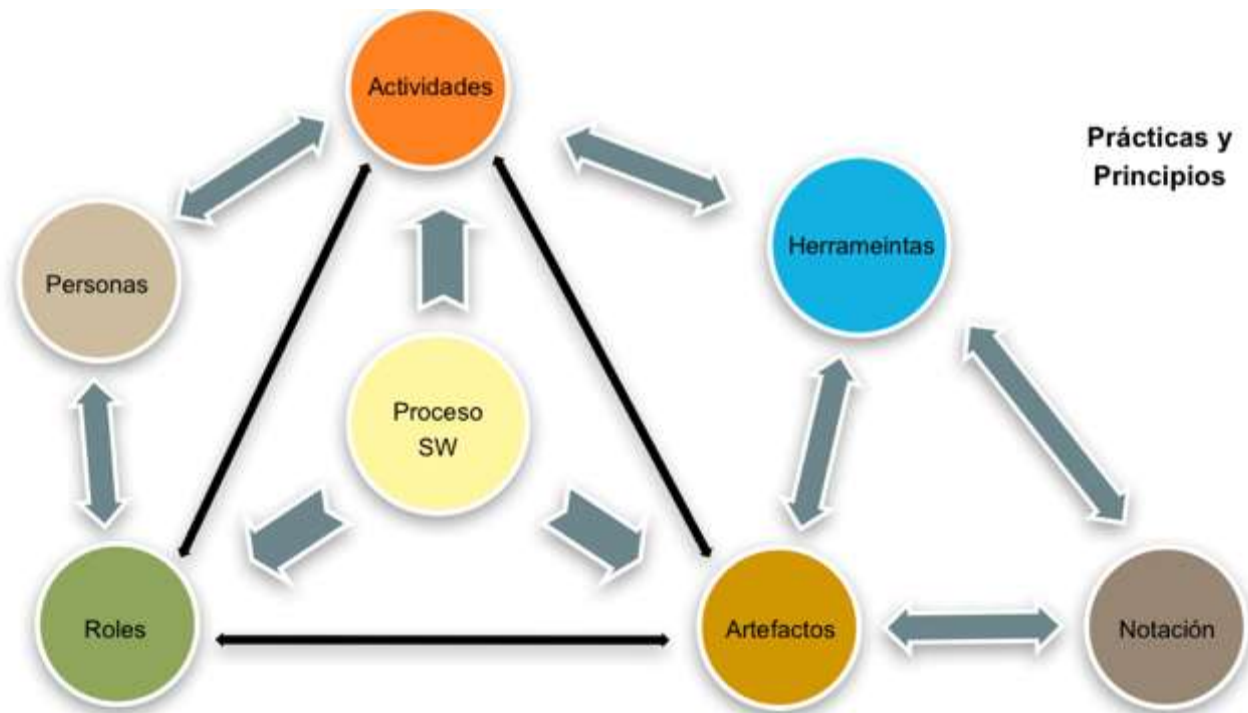 Actividades
Prácticas y
Principios
Herrameintas
Personas
Proceso
SW
Roles
Artefactos
Notación